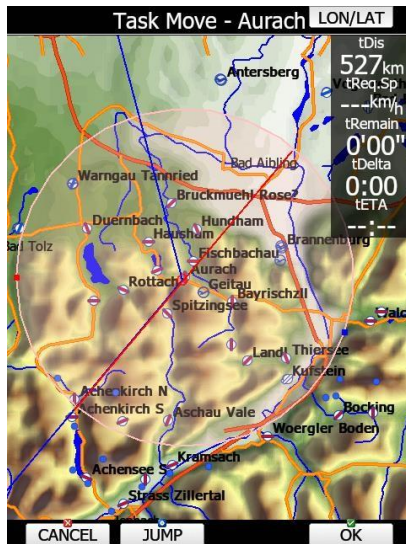 Task Move - Aurach
LON/LAT
tDis
527km
tReq.Sp
---km/h
tRemain
0'00"
tDelta
0:00
tETA
--:--
Antersberg
Bad Aibling
Warngau Tannried
Bruckmuehl Rose?
Duernbach
Hundham
Hausham
Brannenburg
Bad Tolz
Fischbachau
Aurach
Rottach
Geitau
Bayrischzll
Spitzingsee
Landl Thiersee
Kufstein
Achenkirch N
Achenkirch S
Aschau Vale
Bocking
Woergler Boden
Kramsach
Achensee S
Strass Zillertal
CANCEL
JUMP
OK